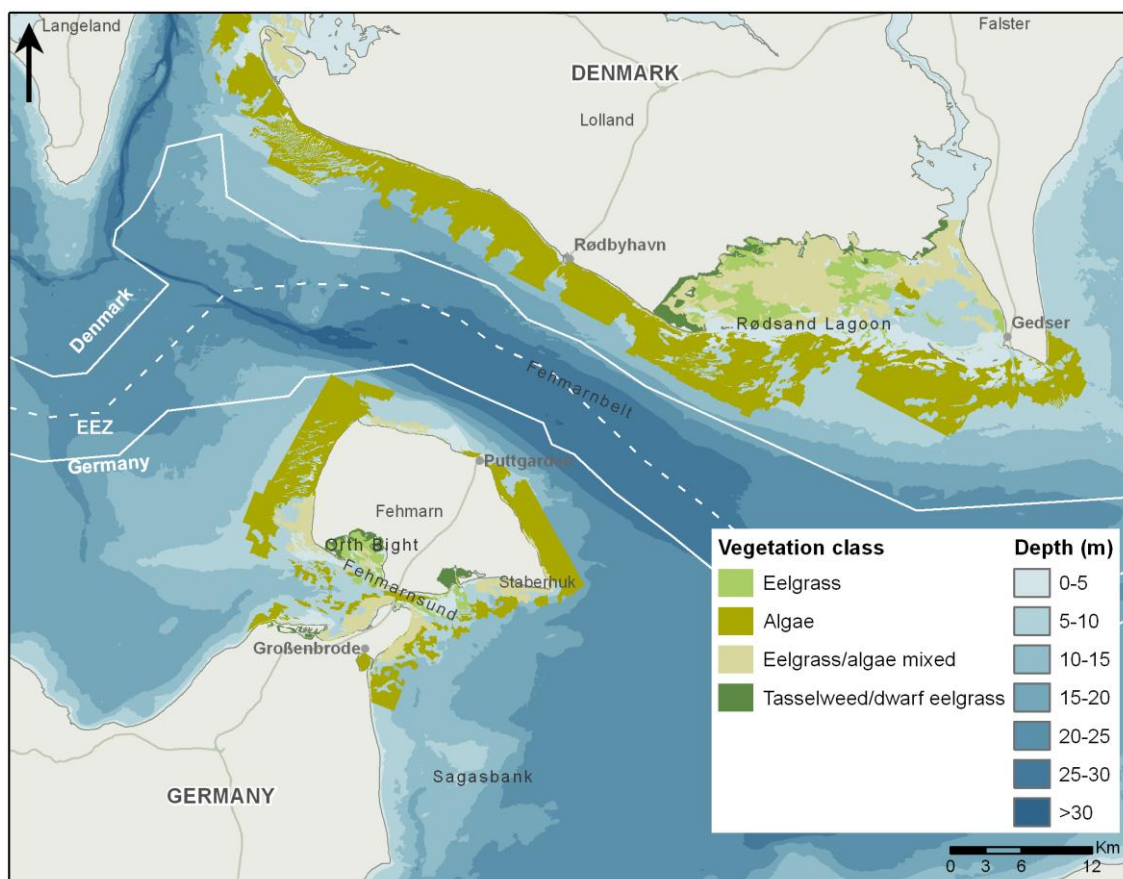 Langeland
Falster
DENMARK
Lolland
Rødbyhavn
Rødsand Lagoon
Gedser
Denmark
EEZ
Germany
Fehmarnbelt
Puttgarden
Fehmarn
Orth Bight
Fehmarnsund
Staberhuk
Großenbrode
Sagasbank
GERMANY
Vegetation class
Eelgrass
Algae
Eelgrass/algae mixed
Tasselweed/dwarf eelgrass
Depth (m)
0-5
5-10
10-15
15-20
20-25
25-30
>30
Km
0 3 6 12